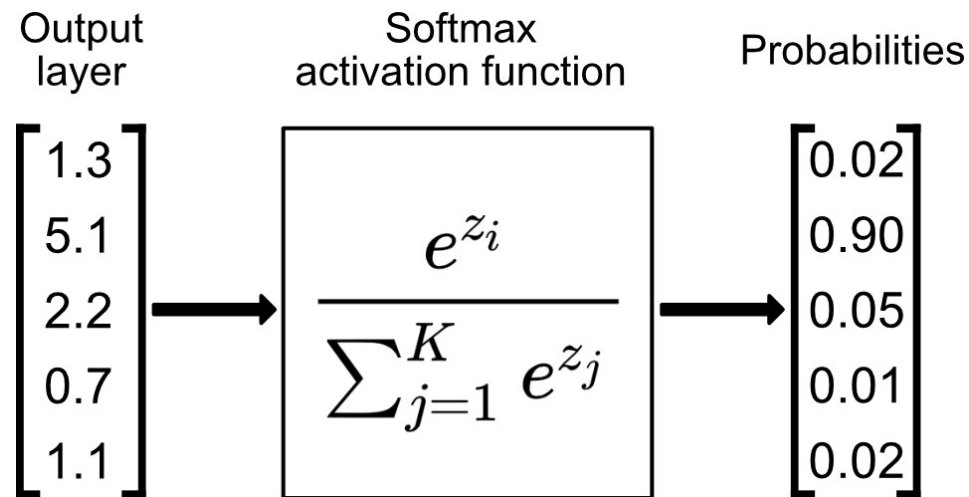 Output
layer
Softmax
activation function
Probabilities
1.3
5.1
2.2
0.7
1.1
e^{z_i}
∑_{j=1}^{K} e^{z_j}
0.02
0.90
0.05
0.01
0.02